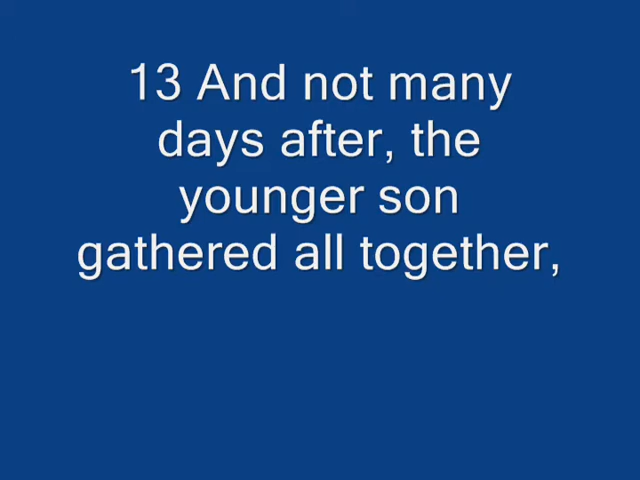 13 And not many
days after, the
younger son
gathered all together,